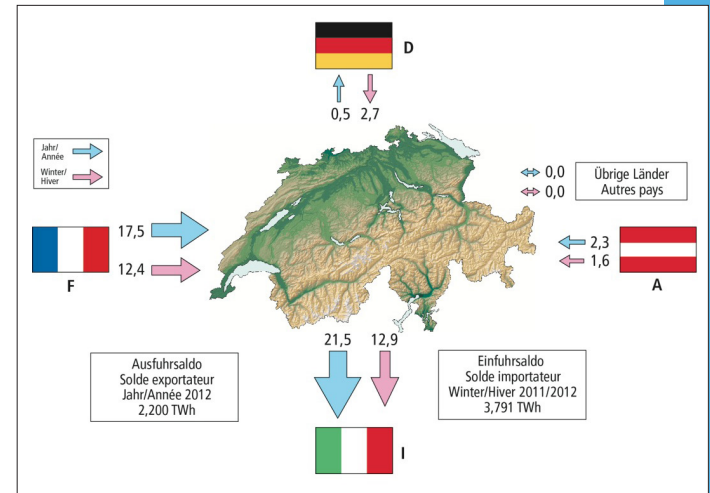 D
0,5 2,7
Jahr/
Année
Winter/
Hiver
0,0
0,0
Übrige Länder
Autres pays
17,5
12,4
F
2,3
1,6
A
21,5 12,9
Ausfuhrsaldo
Solde exportateur
Jahr/Année 2012
2,200 TWh
Einfuhrsaldo
Solde importateur
Winter/Hiver 2011/2012
3,791 TWh
I